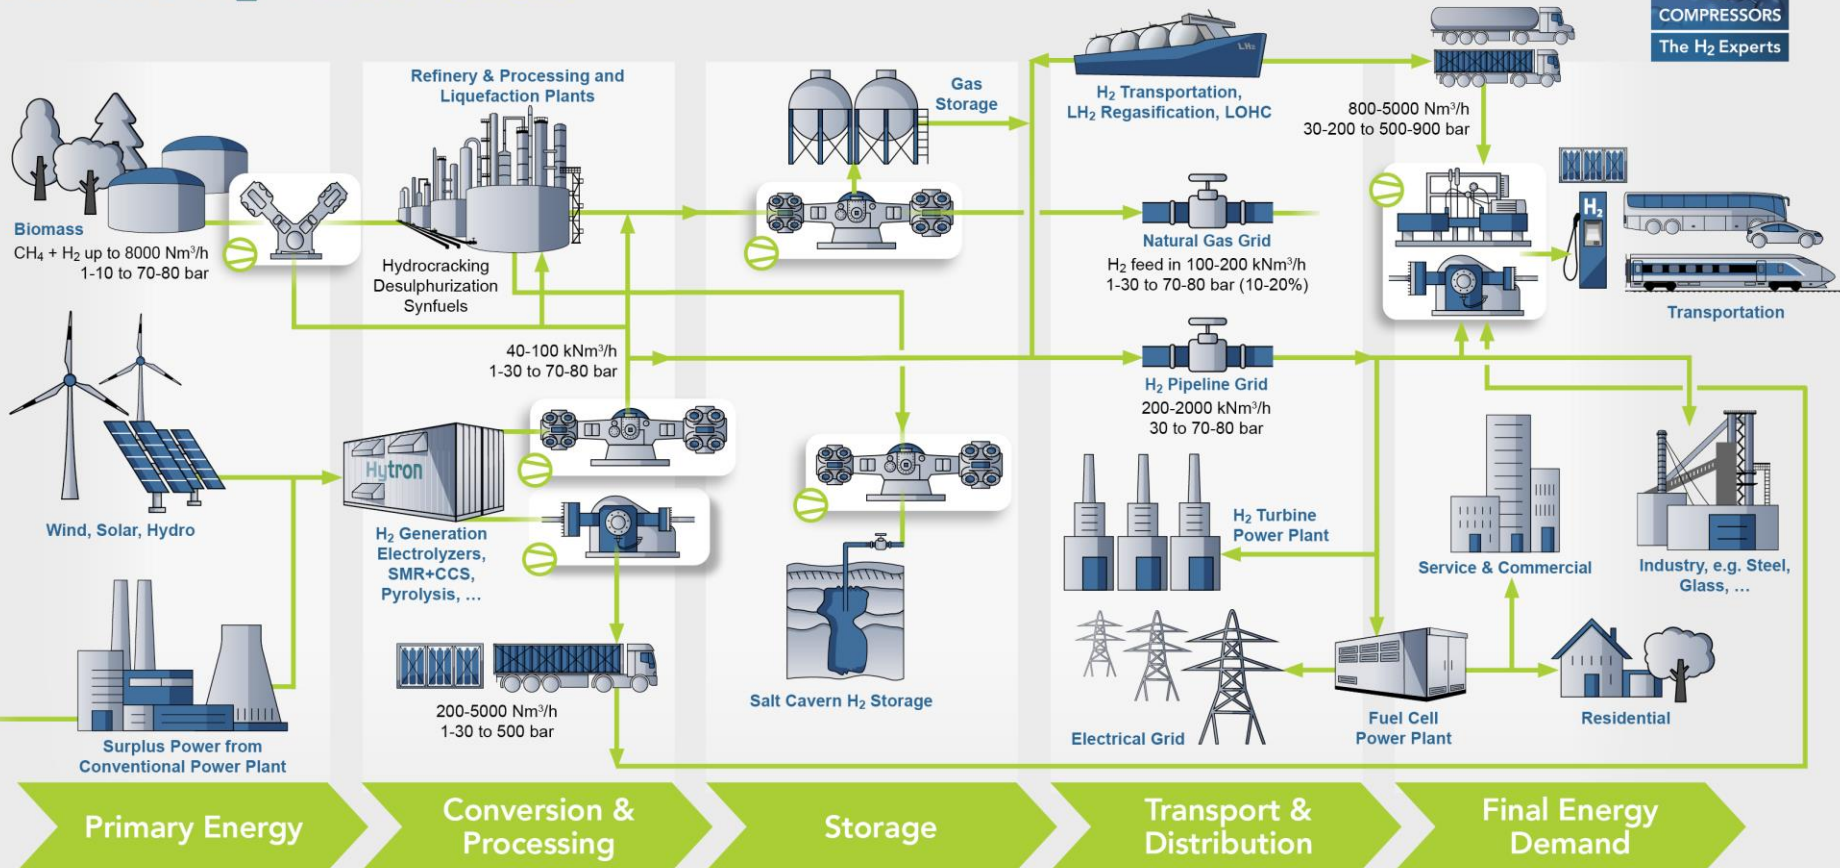 COMPRESSORS
The H₂ Experts
Refinery & Processing and
Liquefaction Plants
Gas
Storage
LH₂
H₂ Transportation,
LH₂ Regasification, LOHC
800-5000 Nm³/h
30-200 to 500-900 bar
Biomass
CH₄ + H₂ up to 8000 Nm³/h
1-10 to 70-80 bar
Hydrocracking
Desulphurization
Synfuels
Natural Gas Grid
H₂ feed in 100-200 kNm³/h
1-30 to 70-80 bar (10-20%)
H₂
Transportation
40-100 kNm³/h
1-30 to 70-80 bar
H₂ Pipeline Grid
200-2000 kNm³/h
30 to 70-80 bar
Wind, Solar, Hydro
Hytron
H₂ Generation
Electrolyzers,
SMR+CCS,
Pyrolysis, ...
H₂ Turbine
Power Plant
Service & Commercial
Industry, e.g. Steel,
Glass, ...
200-5000 Nm³/h
1-30 to 500 bar
Salt Cavern H₂ Storage
Surplus Power from
Conventional Power Plant
Electrical Grid
Fuel Cell
Power Plant
Residential
Primary Energy
Conversion &
Processing
Storage
Transport &
Distribution
Final Energy
Demand